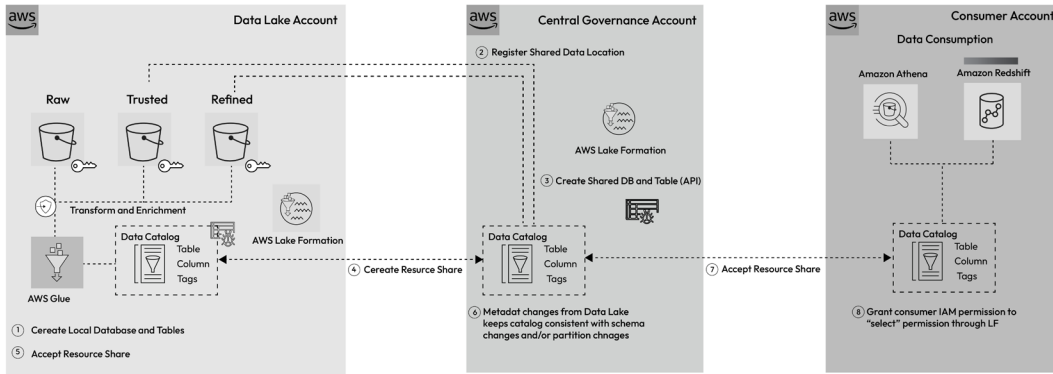 aws
Data Lake Account
Raw
Trusted
Refined
Transform and Enrichment
AWS Lake Formation
Data Catalog
Table
Column
Tags
AWS Glue
① Cereate Local Database and Tables
⑤ Accept Resource Share
④ Cereate Resurce Share
aws
Central Governance Account
② Register Shared Data Location
AWS Lake Formation
③ Create Shared DB and Table (API)
Data Catalog
Table
Column
Tags
⑥ Metadat changes from Data Lake
keeps catalog consistent with schema
changes and/or partition chnages
⑦ Accept Resource Share
aws
Consumer Account
Data Consumption
Amazon Athena
Amazon Redshift
Data Catalog
Table
Column
Tags
⑧ Grant consumer IAM permission to
“select” permission through LF